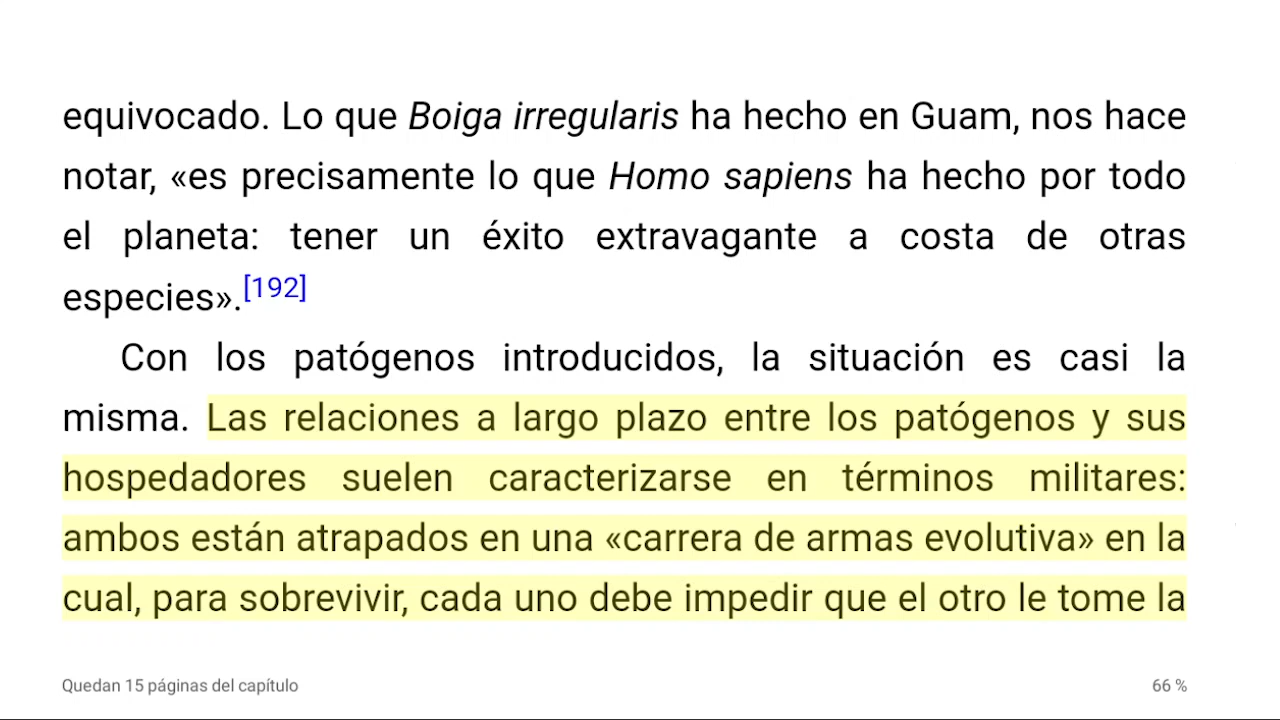 equivocado. Lo que Boiga irregularis ha hecho en Guam, nos hace
notar, «es precisamente lo que Homo sapiens ha hecho por todo
el planeta: tener un éxito extravagante a costa de otras
especies».[192]
Con los patógenos introducidos, la situación es casi la
misma. Las relaciones a largo plazo entre los patógenos y sus
hospedadores suelen caracterizarse en términos militares:
ambos están atrapados en una «carrera de armas evolutiva» en la
cual, para sobrevivir, cada uno debe impedir que el otro le tome la
Quedan 15 páginas del capítulo
66 %